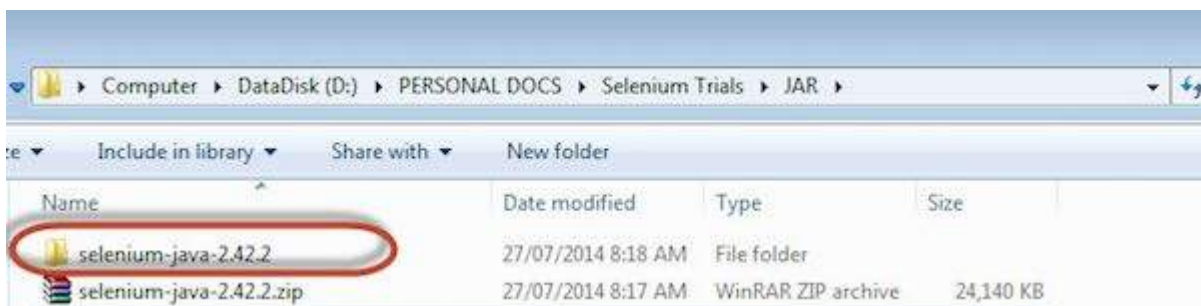 Computer ▸ DataDisk (D:) ▸ PERSONAL DOCS ▸ Selenium Trials ▸ JAR ▸
Include in library Share with New folder
Name Date modified Type Size
selenium-java-2.42.2 27/07/2014 8:18 AM File folder
selenium-java-2.42.2.zip 27/07/2014 8:17 AM WinRAR ZIP archive 24,140 KB